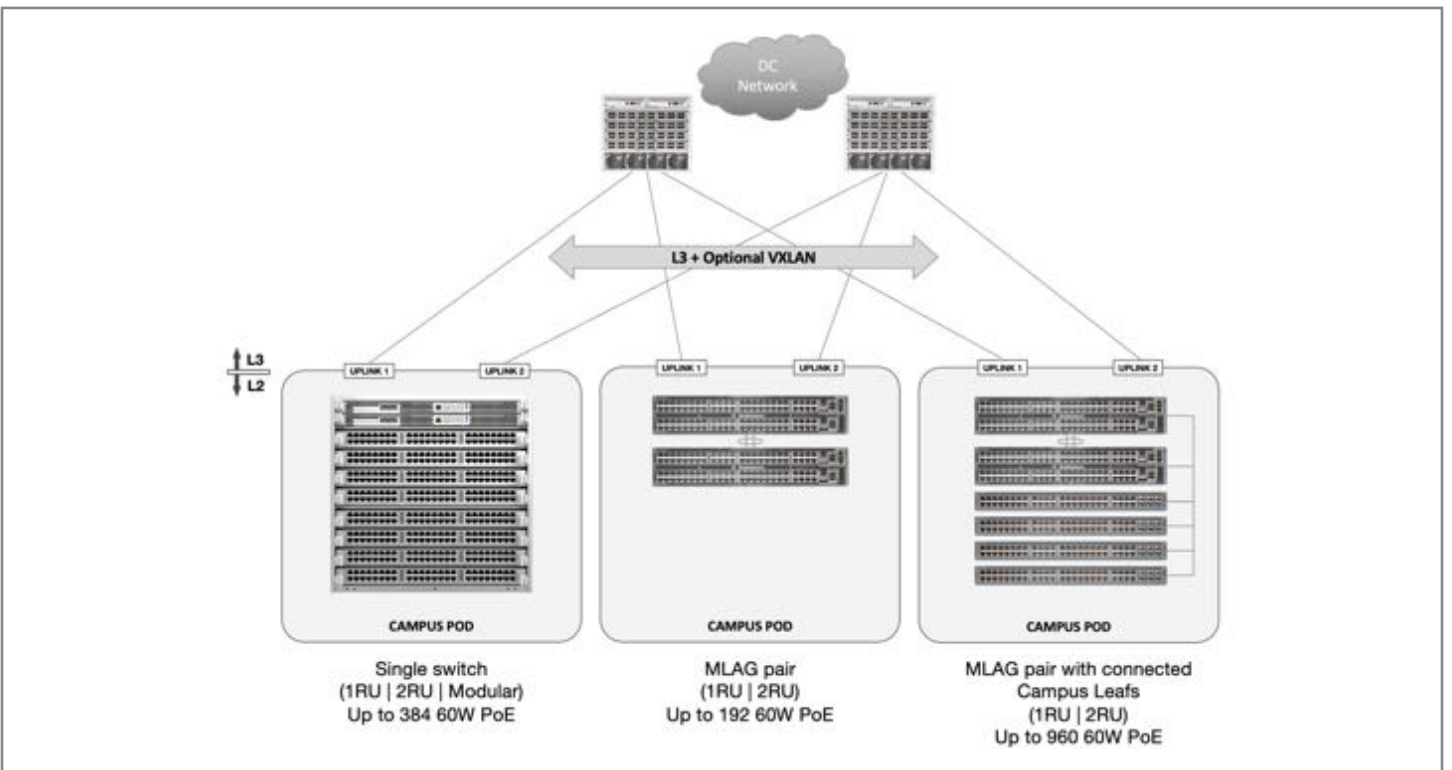 DC
Network
L3 + Optional VXLAN
L3
L2
UPLINK 1
UPLINK 2
UPLINK 1
UPLINK 2
UPLINK 1
UPLINK 2
CAMPUS POD
CAMPUS POD
CAMPUS POD
Single switch
(1RU | 2RU | Modular)
Up to 384 60W PoE
MLAG pair
(1RU | 2RU)
Up to 192 60W PoE
MLAG pair with connected
Campus Leafs
(1RU | 2RU)
Up to 960 60W PoE